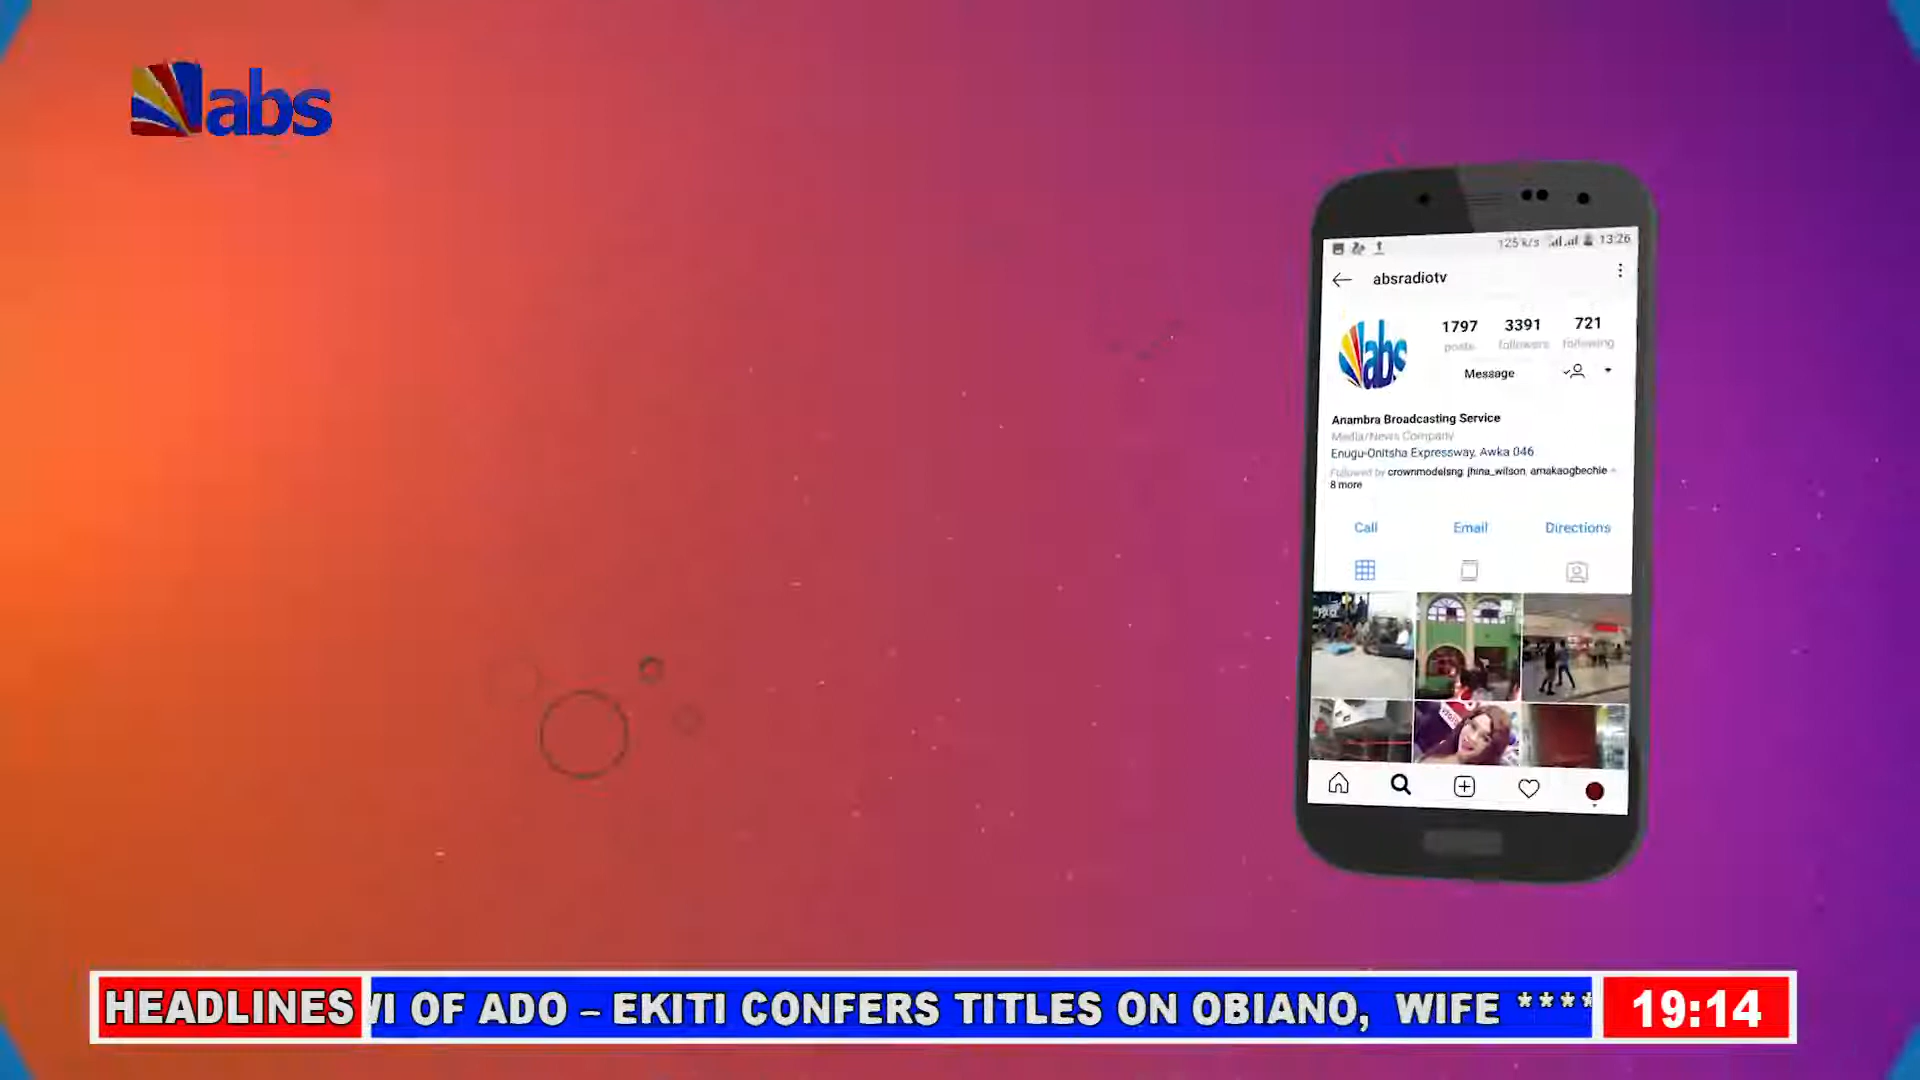 abs
125 k/s 13:26
absradiotv
1797 3391 721
posts followers following
abs
Message
Anambra Broadcasting Service
Media/News Company
Enugu-Onitsha Expressway, Awka 046
Followed by crownmodelsng, jhina_wilson, amakaogbechie +
8 more
Call Email Directions
HEADLINES OF ADO – EKITI CONFERS TITLES ON OBIANO, WIFE **** 19:14